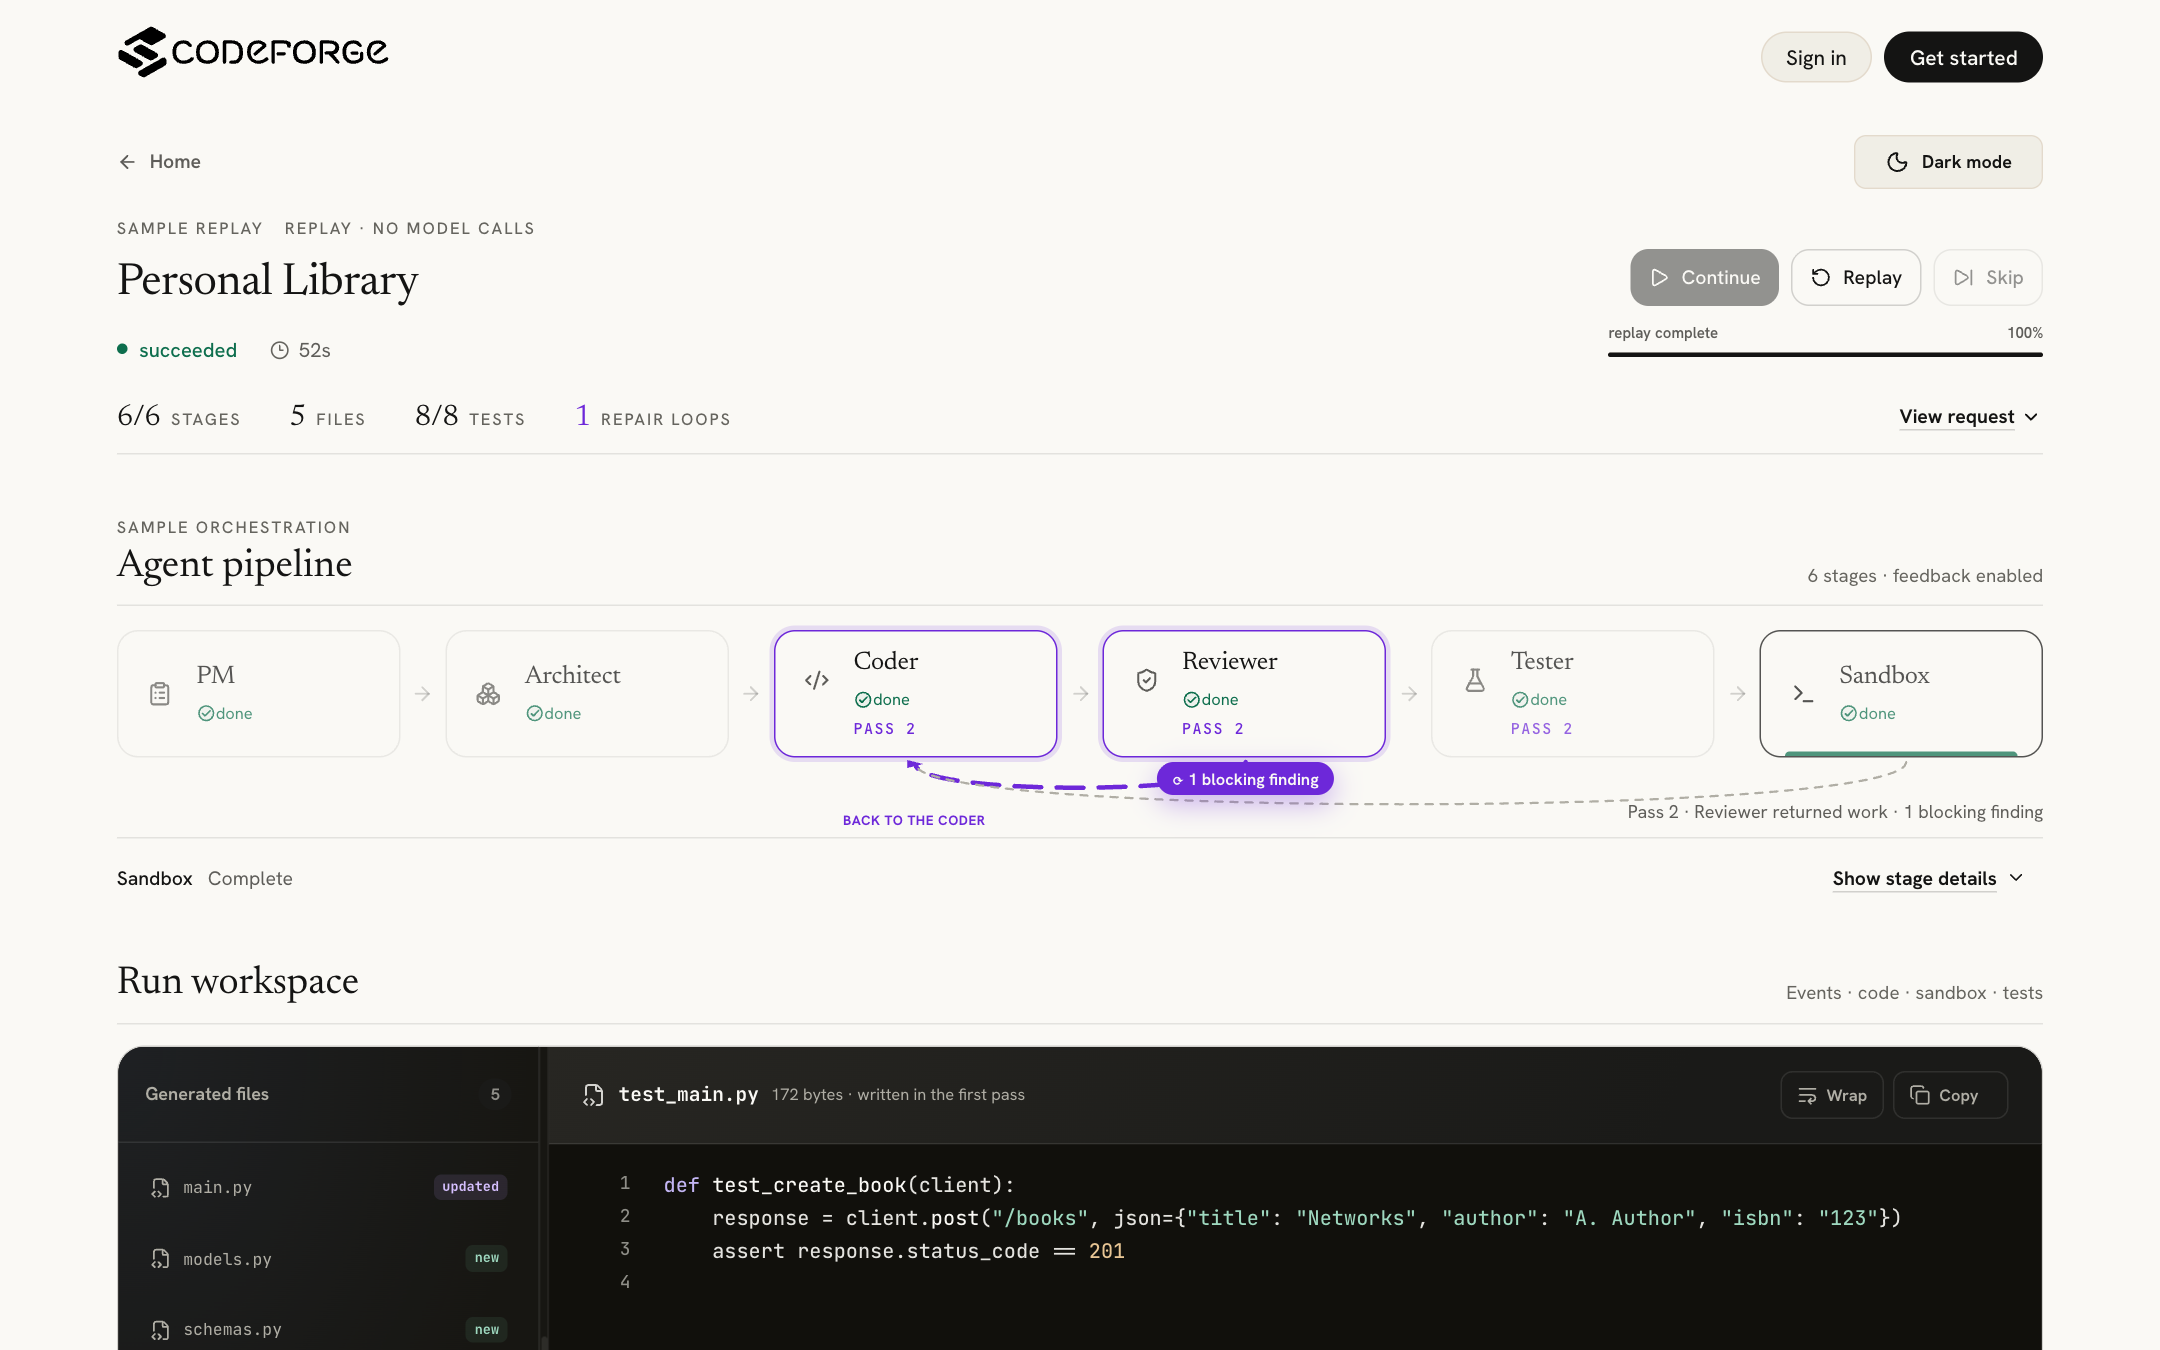 CODEFORGE
Sign in
Get started
Home
Dark mode
SAMPLE REPLAY REPLAY · NO MODEL CALLS
Personal Library
Continue
Replay
Skip
replay complete 100%
succeeded 52s
6/6 STAGES 5 FILES 8/8 TESTS 1 REPAIR LOOPS
View request
SAMPLE ORCHESTRATION
Agent pipeline
6 stages · feedback enabled
PM
done
Architect
done
Coder
done
PASS 2
Reviewer
done
PASS 2
Tester
done
PASS 2
Sandbox
done
1 blocking finding
BACK TO THE CODER
Pass 2 · Reviewer returned work · 1 blocking finding
Sandbox Complete
Show stage details
Run workspace
Events · code · sandbox · tests
Generated files 5
main.py updated
models.py new
schemas.py new
test_main.py 172 bytes · written in the first pass
Wrap
Copy
1 def test_create_book(client):
2 response = client.post("/books", json={"title": "Networks", "author": "A. Author", "isbn": "123"})
3 assert response.status_code == 201
4